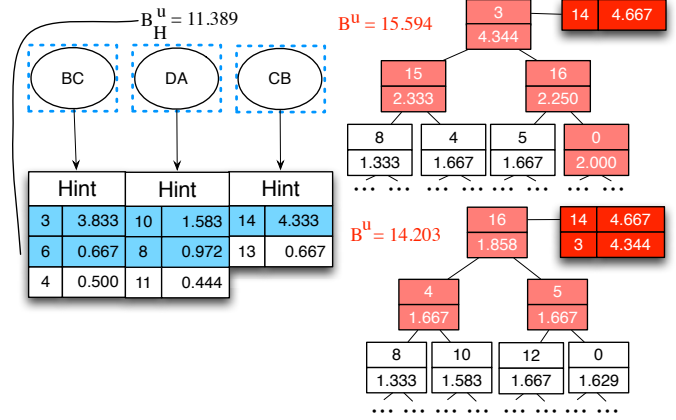 B^u_H = 11.389
BC DA CB
Hint Hint Hint
3 3.833 10 1.583 14 4.333
6 0.667 8 0.972 13 0.667
4 0.500 11 0.444
B^u = 15.594
3 14 4.667
4.344
15 16
2.333 2.250
8 4 5 0
1.333 1.667 1.667 2.000
... ... ... ... ... ... ... ...
B^u = 14.203
16 14 4.667
1.858 3 4.344
4 5
1.667 1.667
8 10 12 0
1.333 1.583 1.667 1.629
... ... ... ... ... ... ... ...